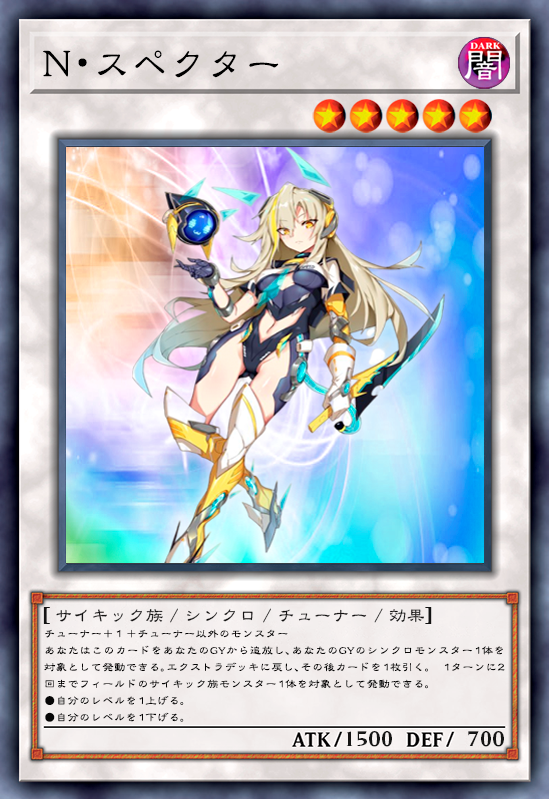 N・スペクター
DARK
闇
[サイキック族 / シンクロ / チューナー / 効果]
チューナー+1+チューナー以外のモンスター
あなたはこのカードをあなたのGYから追放し、あなたのGYのシンクロモンスター1体を
対象として発動できる。エクストラデッキに戻し、その後カードを1枚引く。 1ターンに2
回までフィールドのサイキック族モンスター1体を対象として発動できる。
●自分のレベルを1上げる。
●自分のレベルを1下げる。
ATK/1500 DEF/ 700